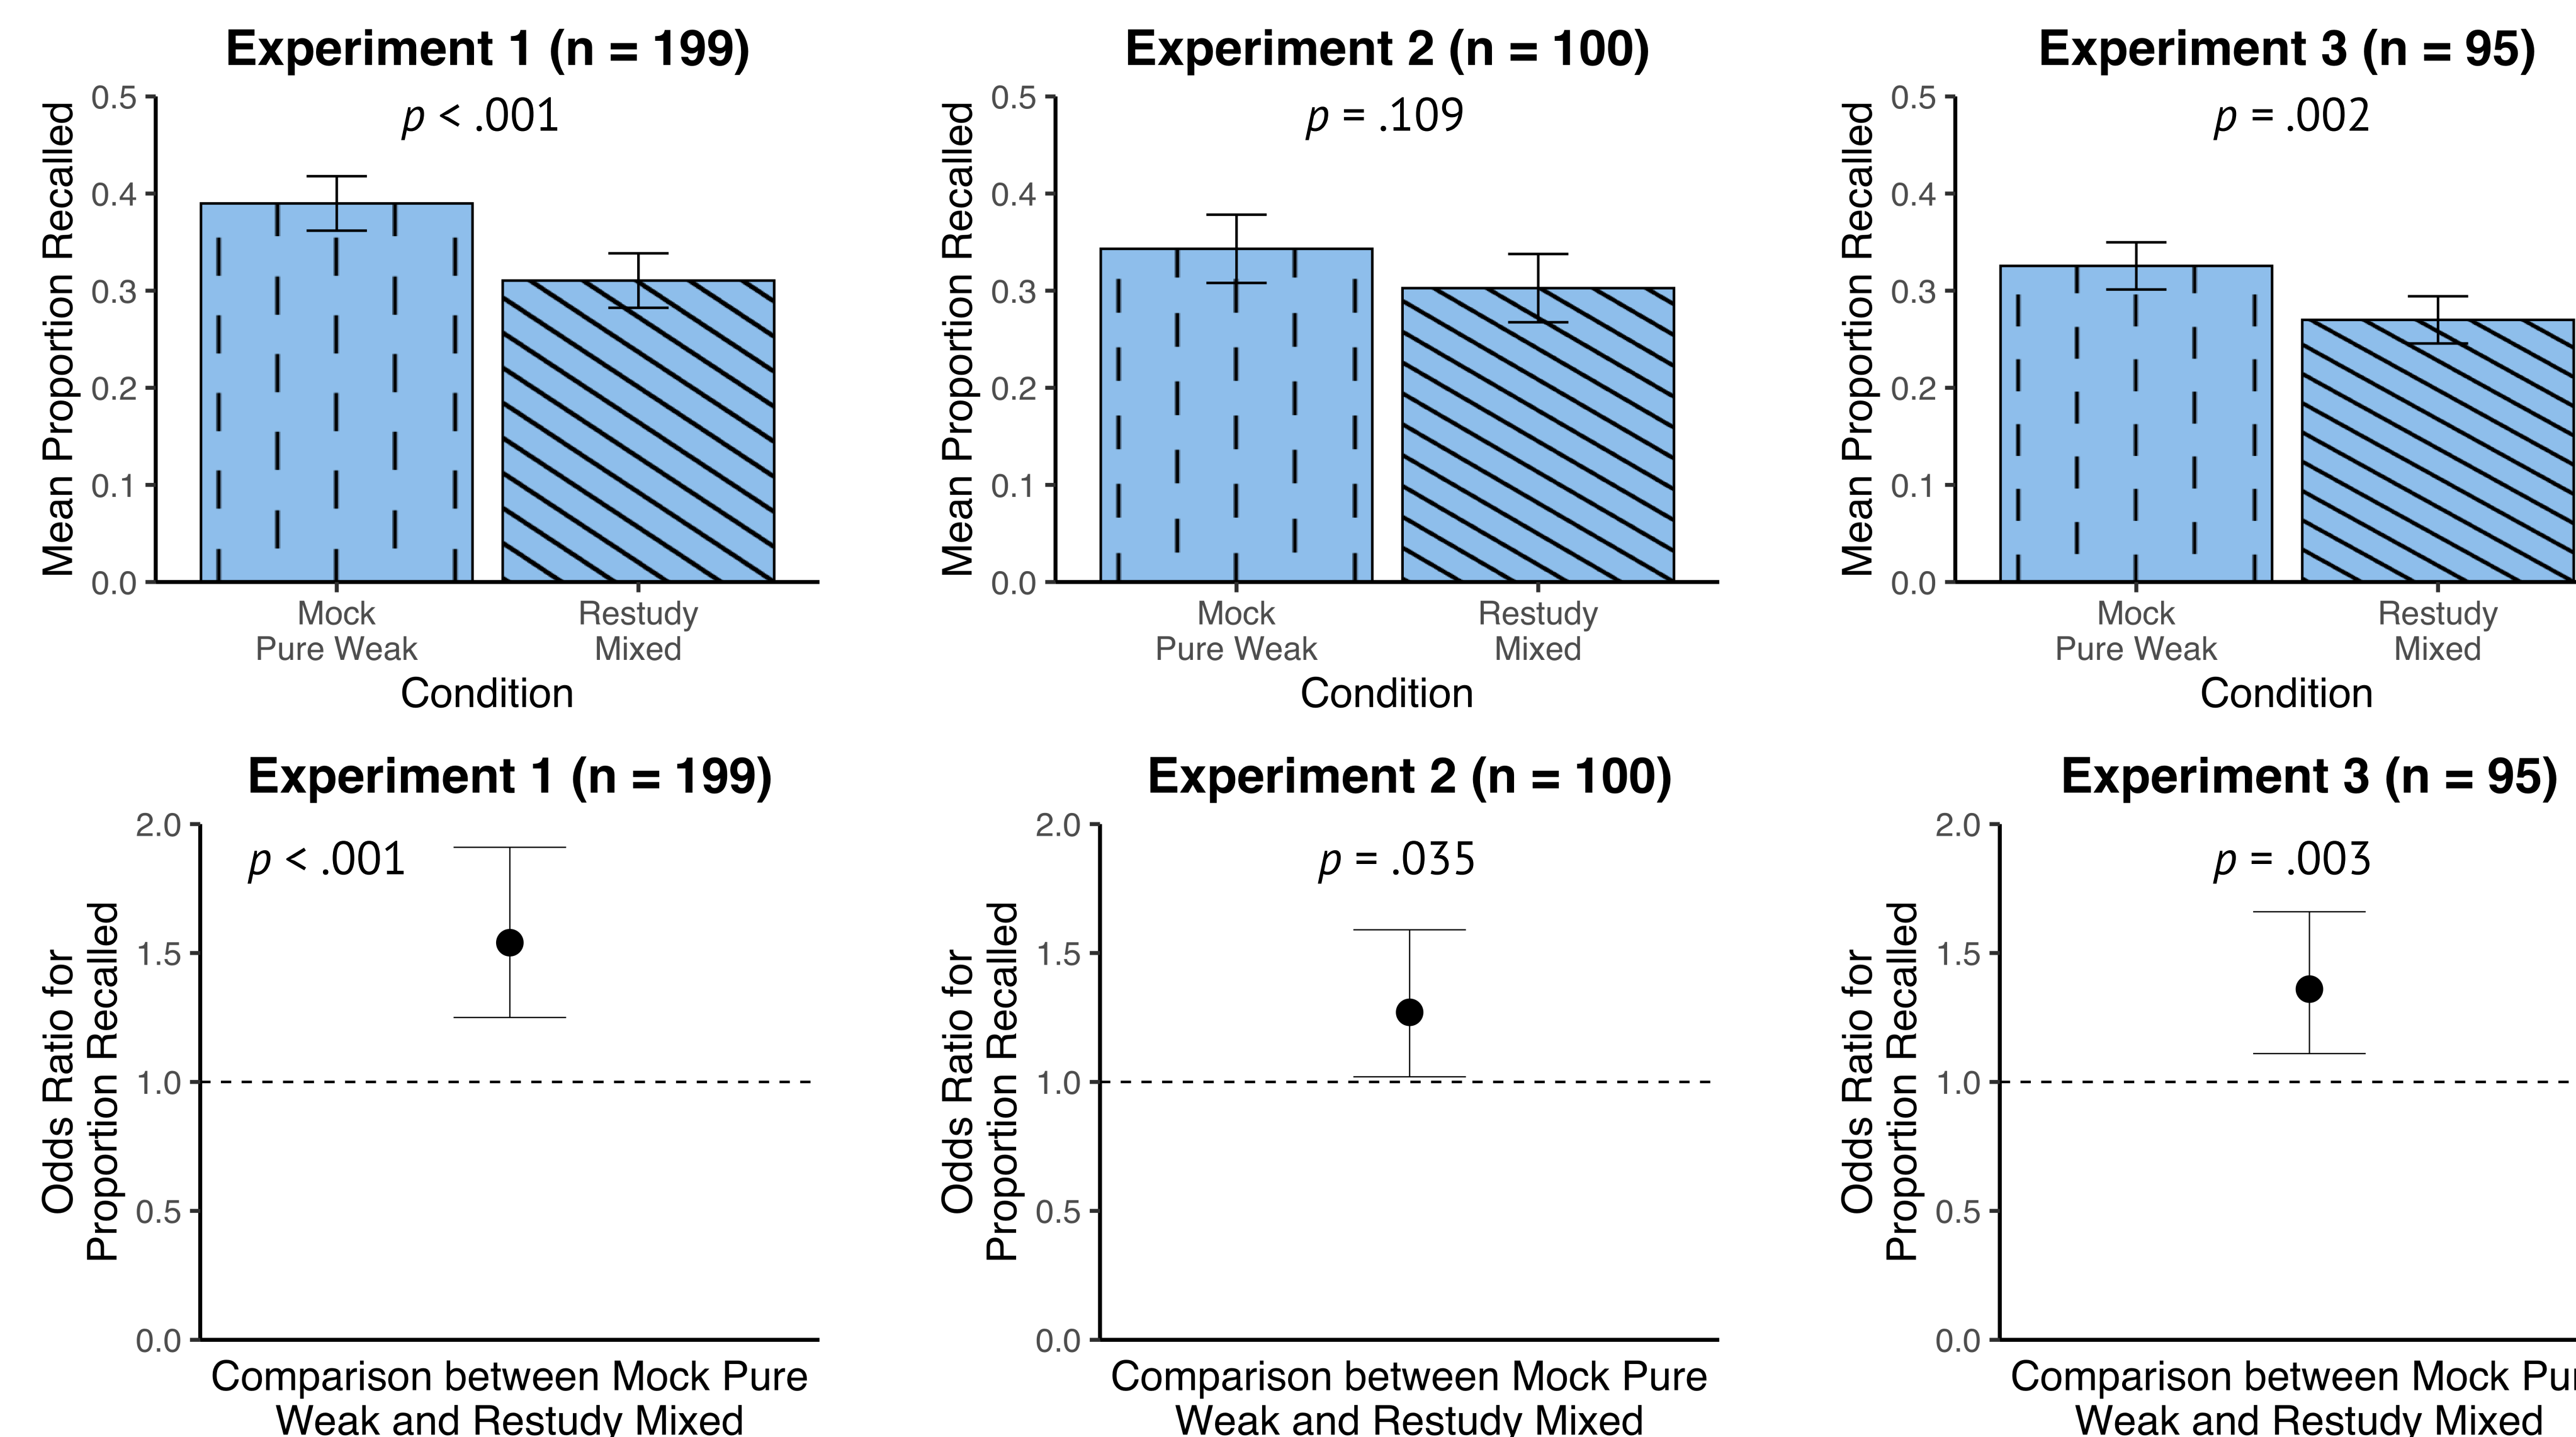 Experiment 1 (n = 199)
p < .001
Mean Proportion Recalled
0.5
0.4
0.3
0.2
0.1
0.0
Mock
Pure Weak
Restudy
Mixed
Condition
Experiment 2 (n = 100)
p = .109
Mean Proportion Recalled
0.5
0.4
0.3
0.2
0.1
0.0
Mock
Pure Weak
Restudy
Mixed
Condition
Experiment 3 (n = 95)
p = .002
Mean Proportion Recalled
0.5
0.4
0.3
0.2
0.1
0.0
Mock
Pure Weak
Restudy
Mixed
Condition
Experiment 1 (n = 199)
p < .001
Odds Ratio for
Proportion Recalled
2.0
1.5
1.0
0.5
0.0
Comparison between Mock Pure
Weak and Restudy Mixed
Experiment 2 (n = 100)
p = .035
Odds Ratio for
Proportion Recalled
2.0
1.5
1.0
0.5
0.0
Comparison between Mock Pure
Weak and Restudy Mixed
Experiment 3 (n = 95)
p = .003
Odds Ratio for
Proportion Recalled
2.0
1.5
1.0
0.5
0.0
Comparison between Mock
Weak and Restudy Mixed